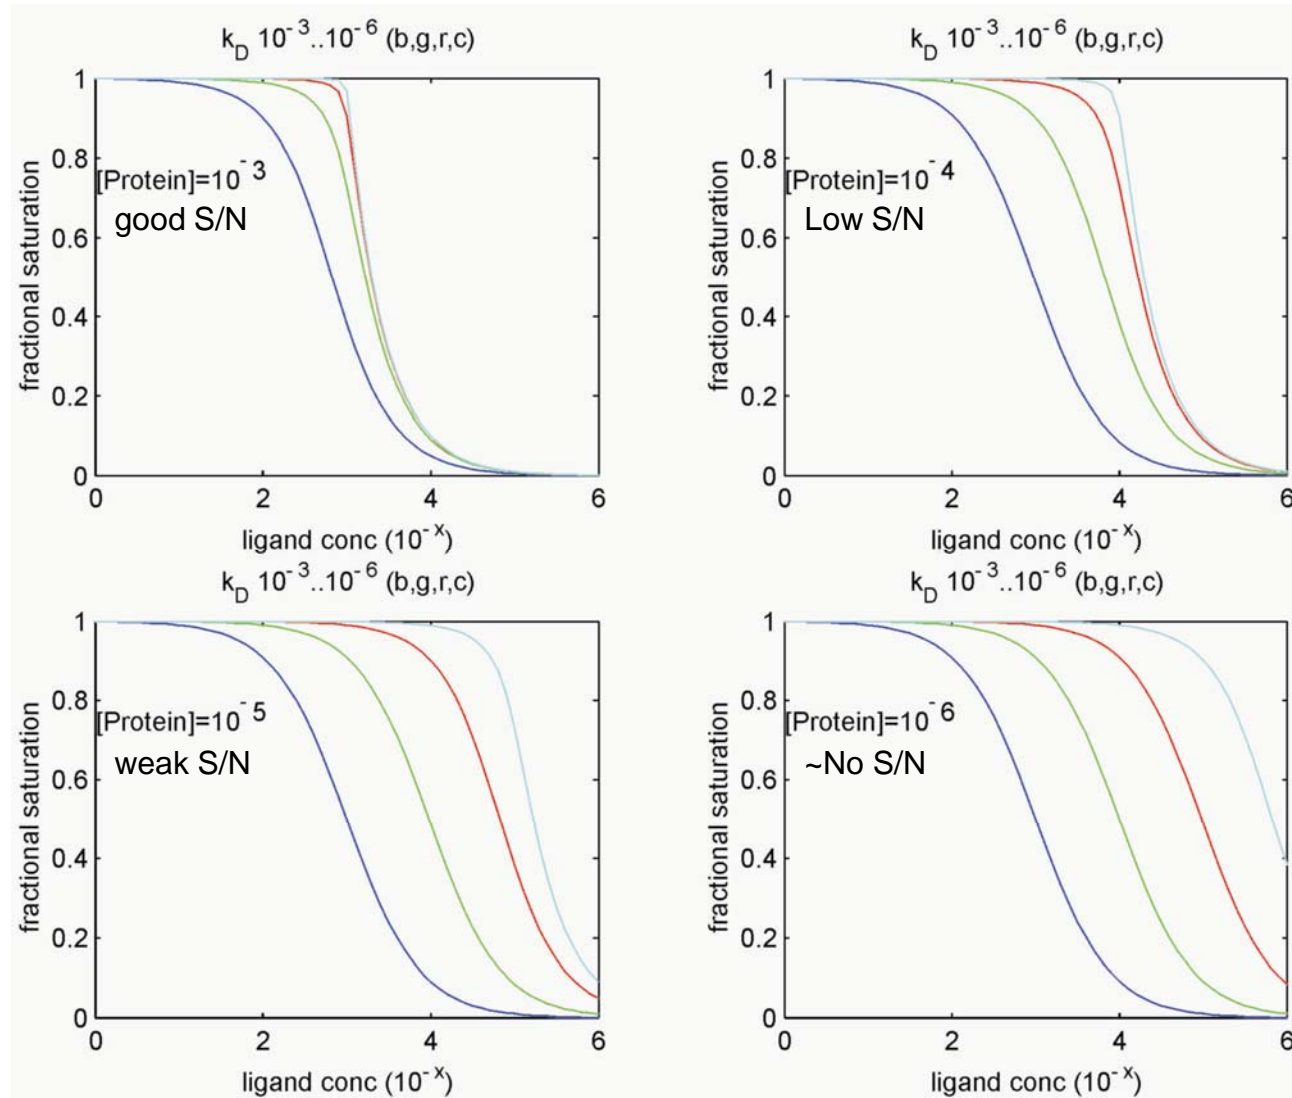 k_D 10^-3..10^-6 (b,g,r,c)
1
0.8
0.6
0.4
0.2
0
fractional saturation
[Protein]=10^-3
good S/N
0 2 4 6
ligand conc (10^-x)
k_D 10^-3..10^-6 (b,g,r,c)
1
0.8
0.6
0.4
0.2
0
fractional saturation
[Protein]=10^-4
Low S/N
0 2 4 6
ligand conc (10^-x)
k_D 10^-3..10^-6 (b,g,r,c)
1
0.8
0.6
0.4
0.2
0
fractional saturation
[Protein]=10^-5
weak S/N
0 2 4 6
ligand conc (10^-x)
k_D 10^-3..10^-6 (b,g,r,c)
1
0.8
0.6
0.4
0.2
0
fractional saturation
[Protein]=10^-6
~No S/N
0 2 4 6
ligand conc (10^-x)